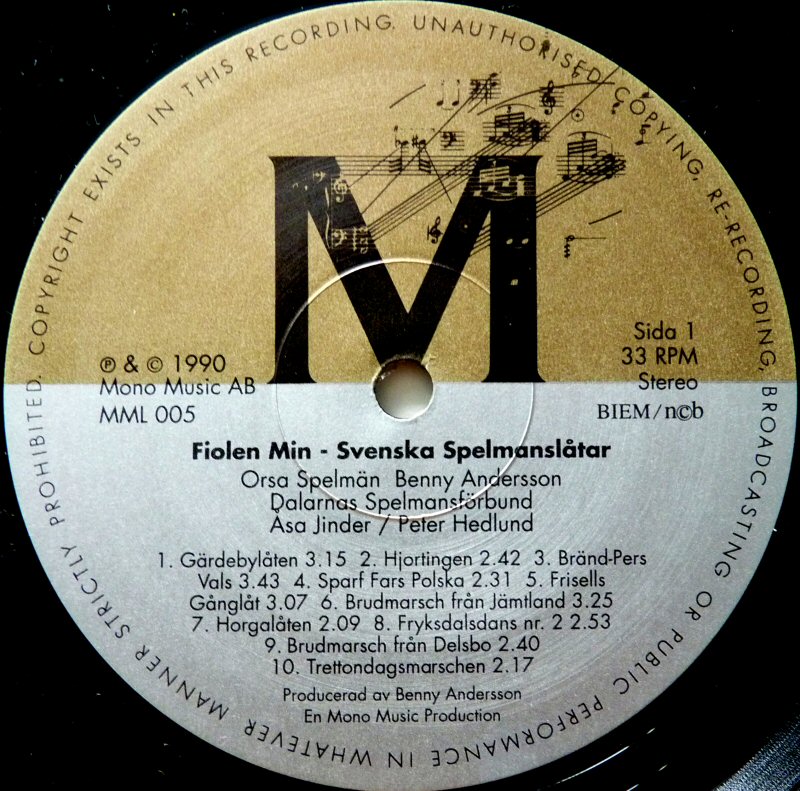 COPYRIGHT EXISTS IN THIS RECORDING. UNAUTHORISED COPYING, RE-RECORDING, BROADCASTING OR PUBLIC PERFORMANCE IN WHATEVER MANNER STRICTLY PROHIBITED.
M
℗ & © 1990
Mono Music AB
MML 005
Sida 1
33 RPM
Stereo
BIEM/n©b
Fiolen Min - Svenska Spelmanslåtar
Orsa Spelmän Benny Andersson
Dalarnas Spelmansförbund
Åsa Jinder / Peter Hedlund
1. Gärdebylåten 3.15 2. Hjortingen 2.42 3. Bränd-Pers
Vals 3.43 4. Sparf Fars Polska 2.31 5. Frisells
Gånglåt 3.07 6. Brudmarsch från Jämtland 3.25
7. Horgalåten 2.09 8. Fryksdalsdans nr. 2 2.53
9. Brudmarsch från Delsbo 2.40
10. Trettondagsmarschen 2.17
Producerad av Benny Andersson
En Mono Music Production